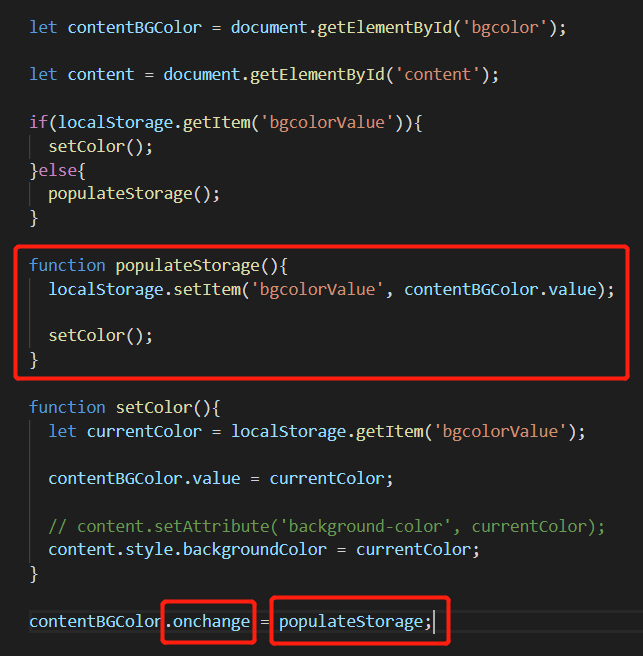 let contentBGColor = document.getElementById('bgcolor');
let content = document.getElementById('content');
if(localStorage.getItem('bgcolorValue')){
  setColor();
}else{
  populateStorage();
}
function populateStorage(){
  localStorage.setItem('bgcolorValue', contentBGColor.value);
  setColor();
}
function setColor(){
  let currentColor = localStorage.getItem('bgcolorValue');
  contentBGColor.value = currentColor;
  // content.setAttribute('background-color', currentColor);
  content.style.backgroundColor = currentColor;
}
contentBGColor.onchange = populateStorage;